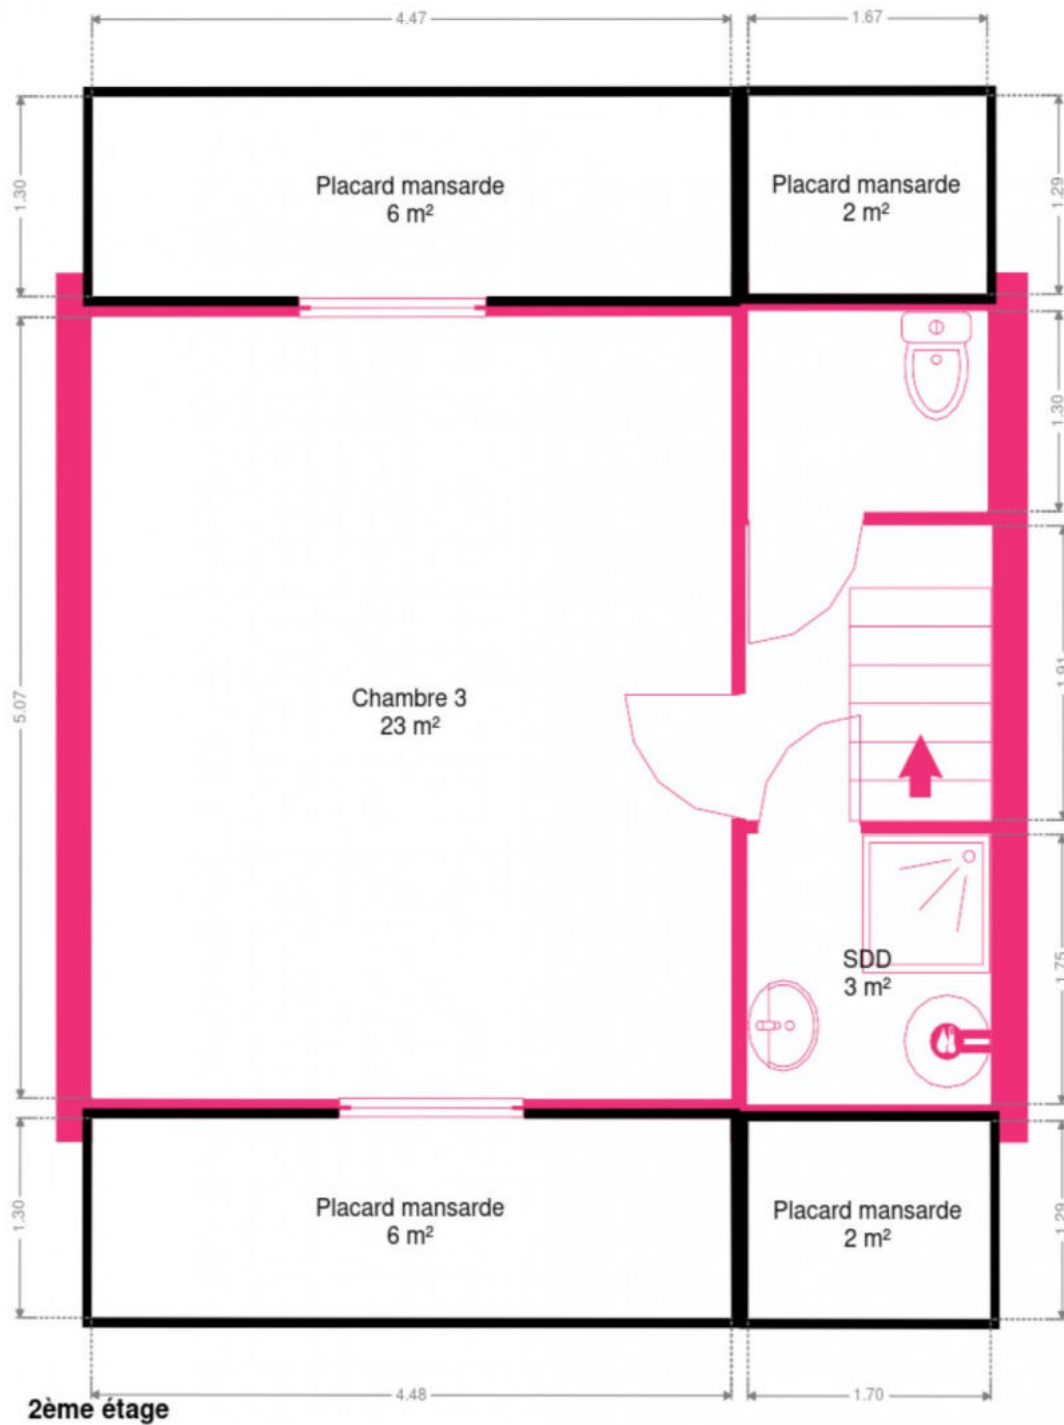 4.47
1.67
1.30
Placard mansarde
6 m²
Placard mansarde
2 m²
1.29
1.30
5.07
Chambre 3
23 m²
1.91
SDD
3 m²
1.75
1.30
Placard mansarde
6 m²
Placard mansarde
2 m²
1.29
4.48
1.70
2ème étage